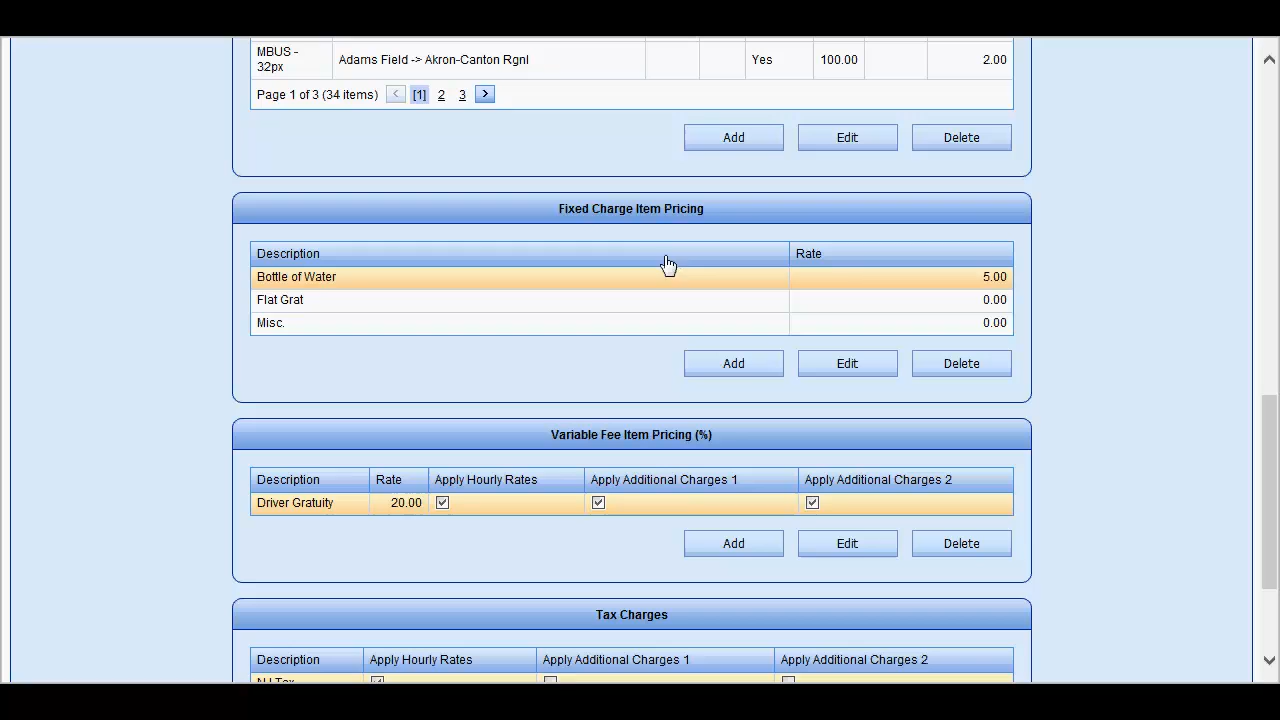 MBUS - 32px Adams Field -> Akron-Canton Rgnl Yes 100.00 2.00
Page 1 of 3 (34 items) < [1] 2 3 >
Add Edit Delete
Fixed Charge Item Pricing
Description Rate
Bottle of Water 5.00
Flat Grat 0.00
Misc. 0.00
Add Edit Delete
Variable Fee Item Pricing (%)
Description Rate Apply Hourly Rates Apply Additional Charges 1 Apply Additional Charges 2
Driver Gratuity 20.00
Add Edit Delete
Tax Charges
Description Apply Hourly Rates Apply Additional Charges 1 Apply Additional Charges 2
NJ Tax